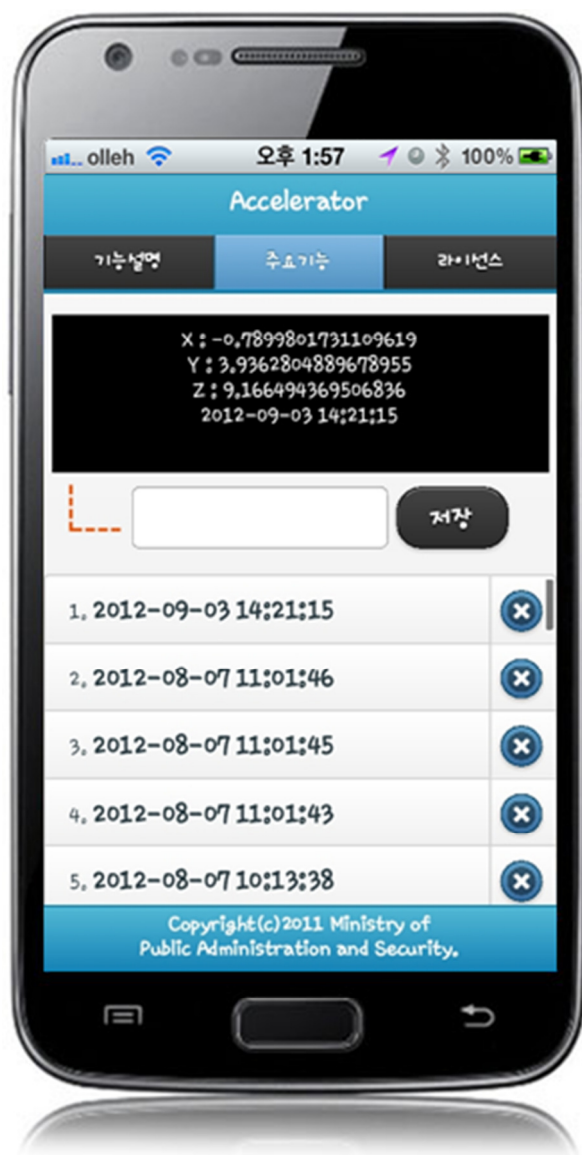 olleh 오후 1:57 100%
Accelerator
기능설명 주요기능 라이선스
X : -0.7899801731109619
Y : 3.9362804889678955
Z : 9.166494369506836
2012-09-03 14:21:15
저장
1. 2012-09-03 14:21:15
2. 2012-08-07 11:01:46
3. 2012-08-07 11:01:45
4. 2012-08-07 11:01:43
5. 2012-08-07 10:13:38
Copyright(c)2011 Ministry of
Public Administration and Security.